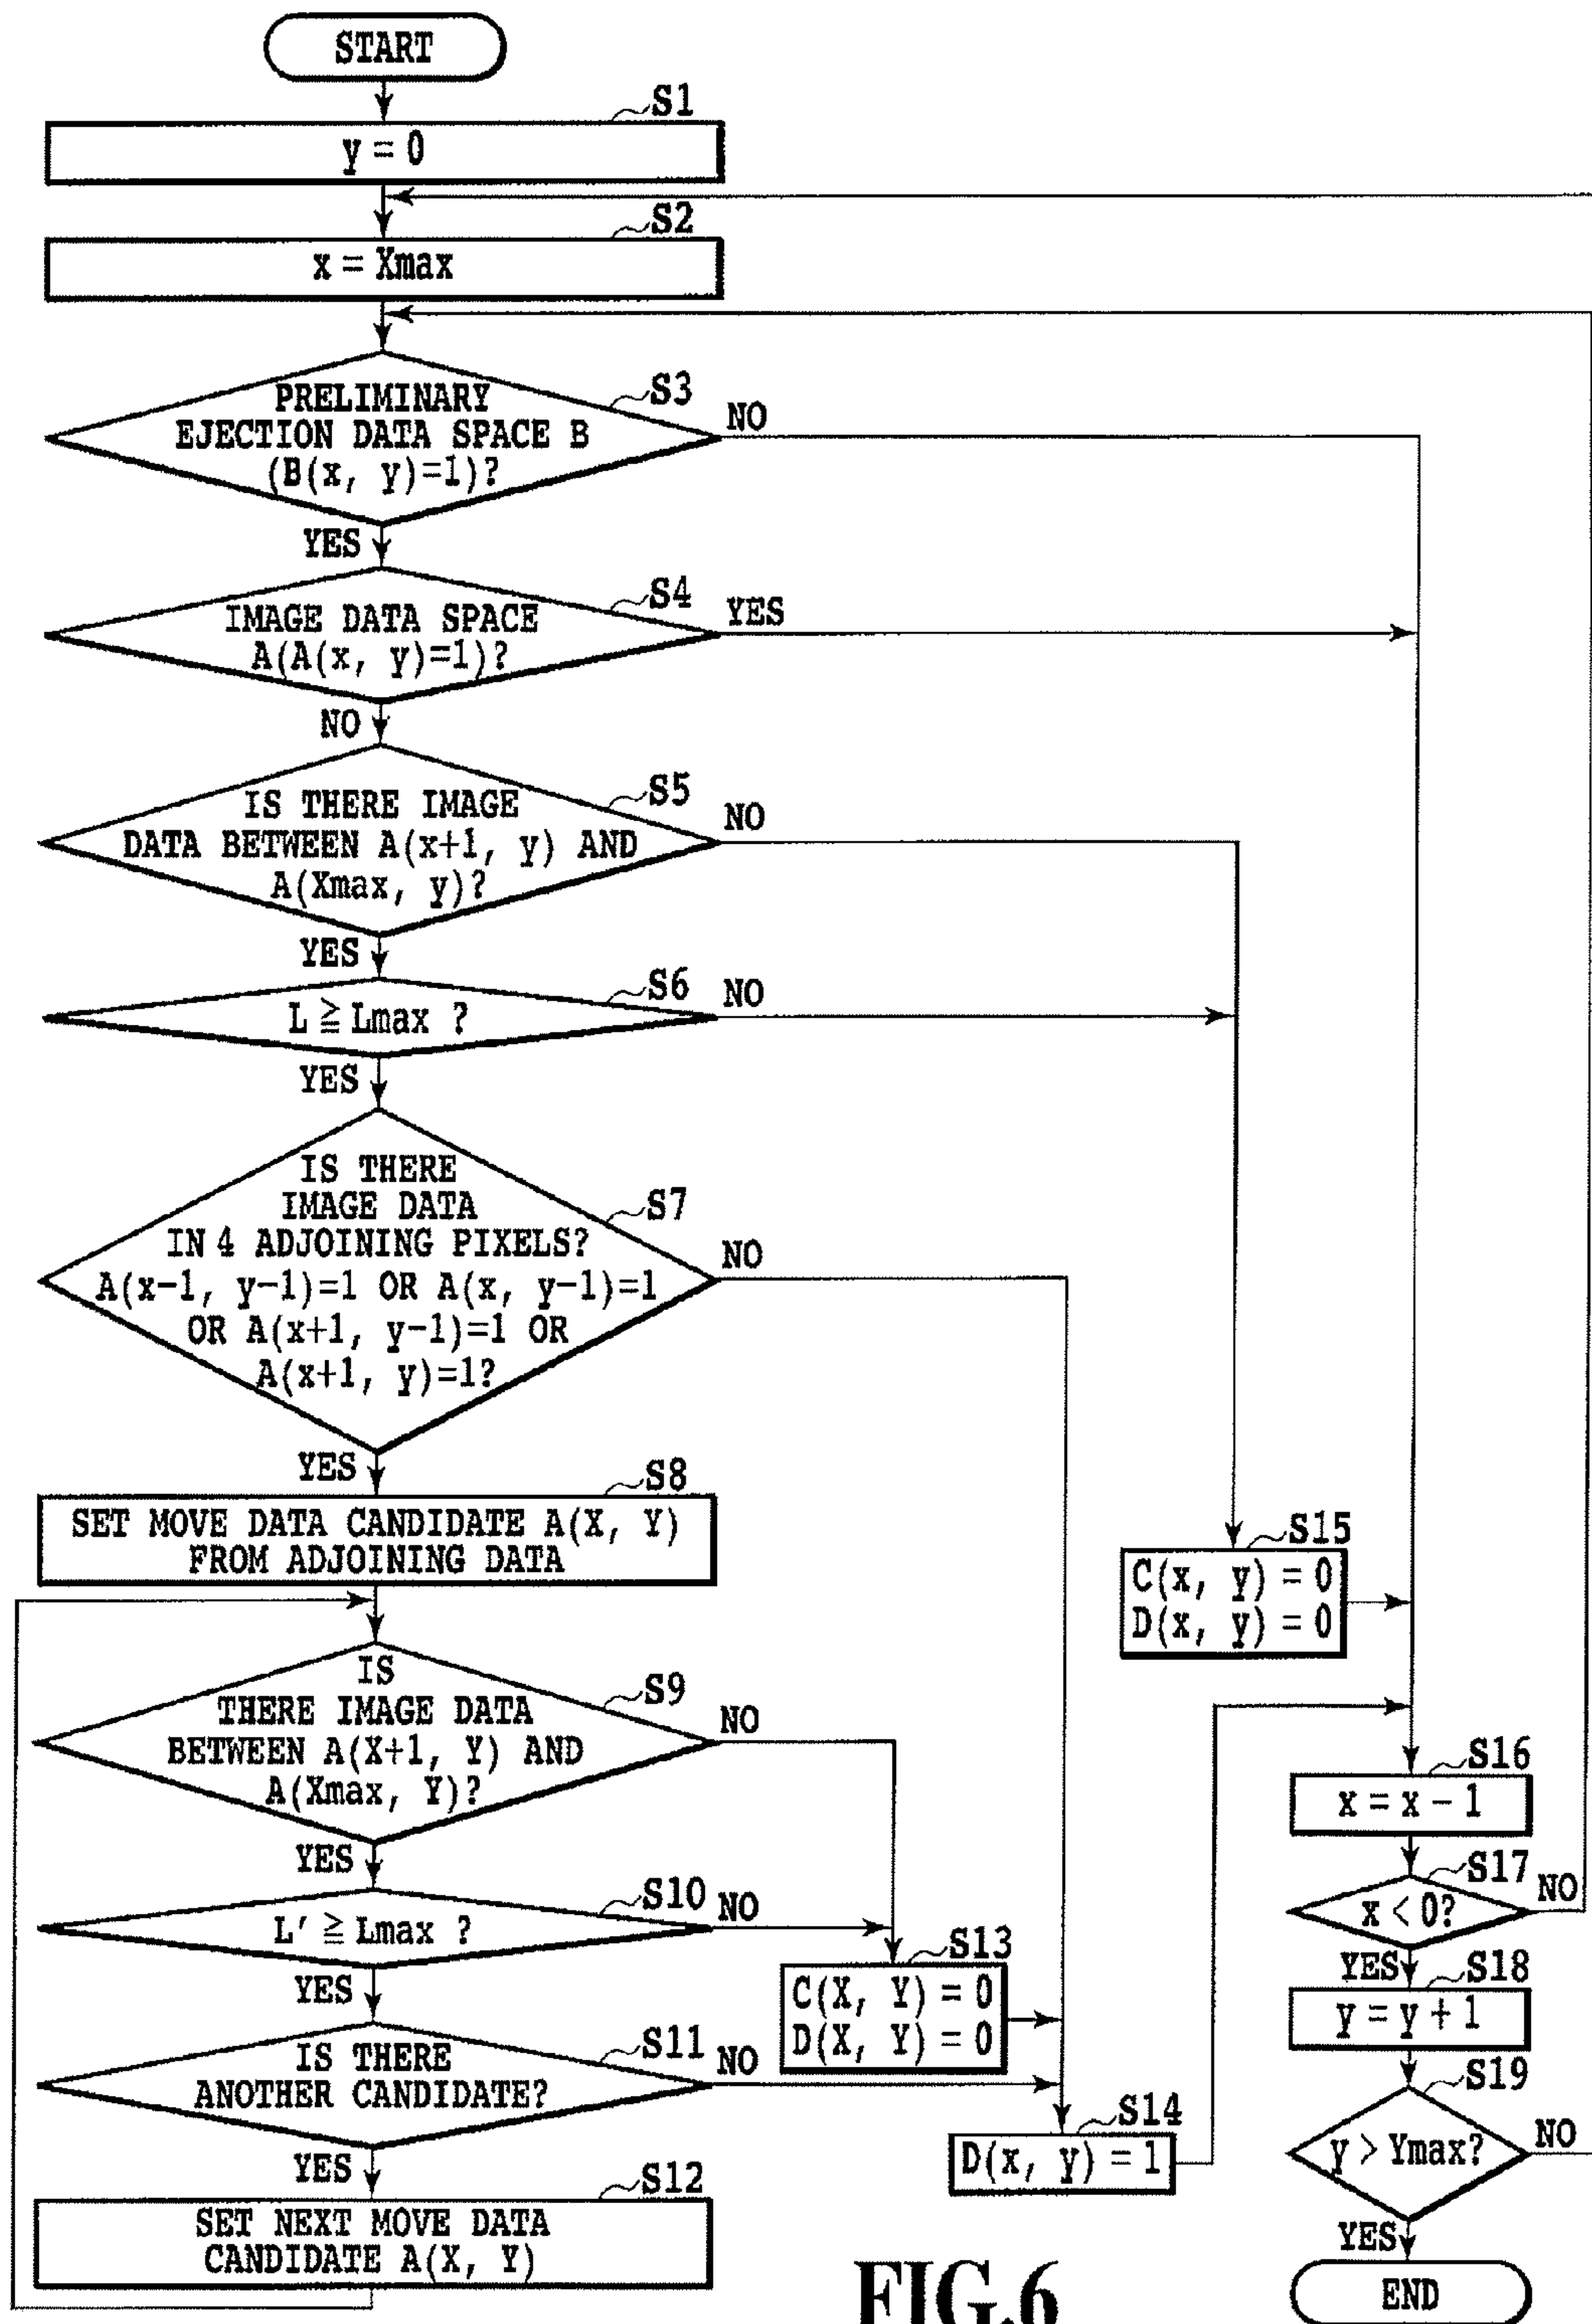 START
S1
y = 0
S2
x = Xmax
S3
PRELIMINARY
EJECTION DATA SPACE B
(B(x, y)=1)?
NO
YES
S4
IMAGE DATA SPACE
A(A(x, y)=1)?
YES
NO
S5
IS THERE IMAGE
DATA BETWEEN A(x+1, y) AND
A(Xmax, y)?
NO
YES
S6
L ≧ Lmax ?
NO
YES
S7
IS THERE
IMAGE DATA
IN 4 ADJOINING PIXELS?
A(x−1, y−1)=1 OR A(x, y−1)=1
OR A(x+1, y−1)=1 OR
A(x+1, y)=1?
NO
YES
S8
SET MOVE DATA CANDIDATE A(X, Y)
FROM ADJOINING DATA
S9
IS
THERE IMAGE DATA
BETWEEN A(X+1, Y) AND
A(Xmax, Y)?
NO
YES
S10
L' ≧ Lmax ?
NO
YES
S11
IS THERE
ANOTHER CANDIDATE?
NO
YES
S12
SET NEXT MOVE DATA
CANDIDATE A(X, Y)
S13
C(X, Y) = 0
D(X, Y) = 0
S14
D(x, y) = 1
S15
C(x, y) = 0
D(x, y) = 0
S16
x = x − 1
S17
x < 0?
NO
YES
S18
y = y + 1
S19
y > Ymax?
NO
YES
END
FIG.6